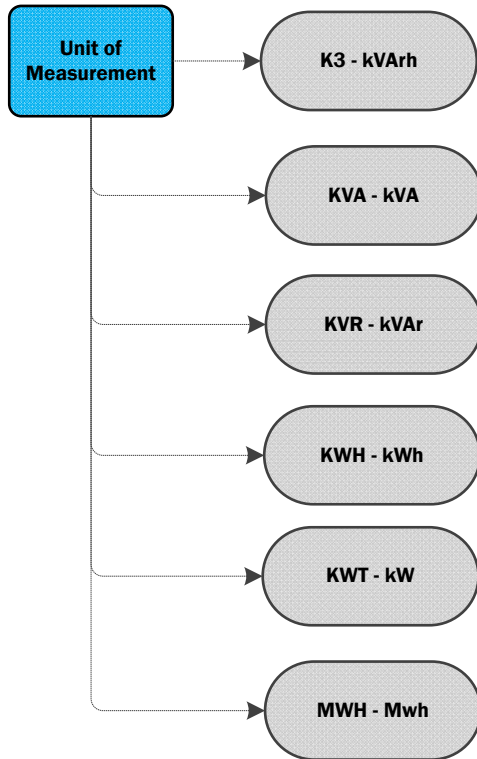 Unit of
Measurement
K3 - kVArh
KVA - kVA
KVR - kVAr
KWH - kWh
KWT - kW
MWH - Mwh